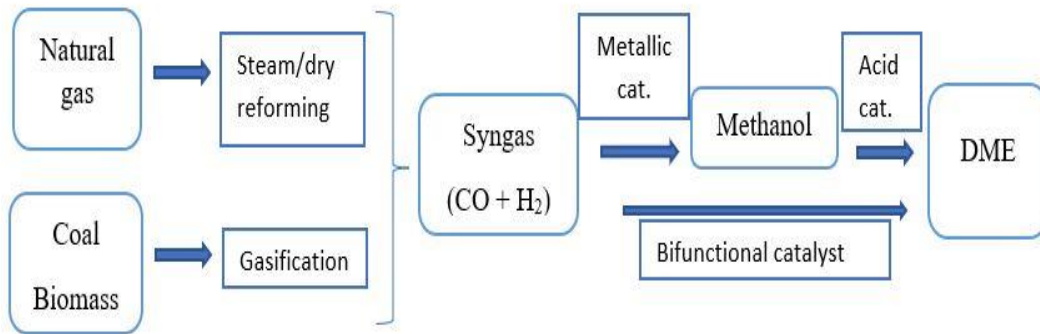 Natural
gas
Steam/dry
reforming
Coal
Biomass
Gasification
Syngas
(CO + H₂)
Metallic
cat.
Methanol
Acid
cat.
DME
Bifunctional catalyst